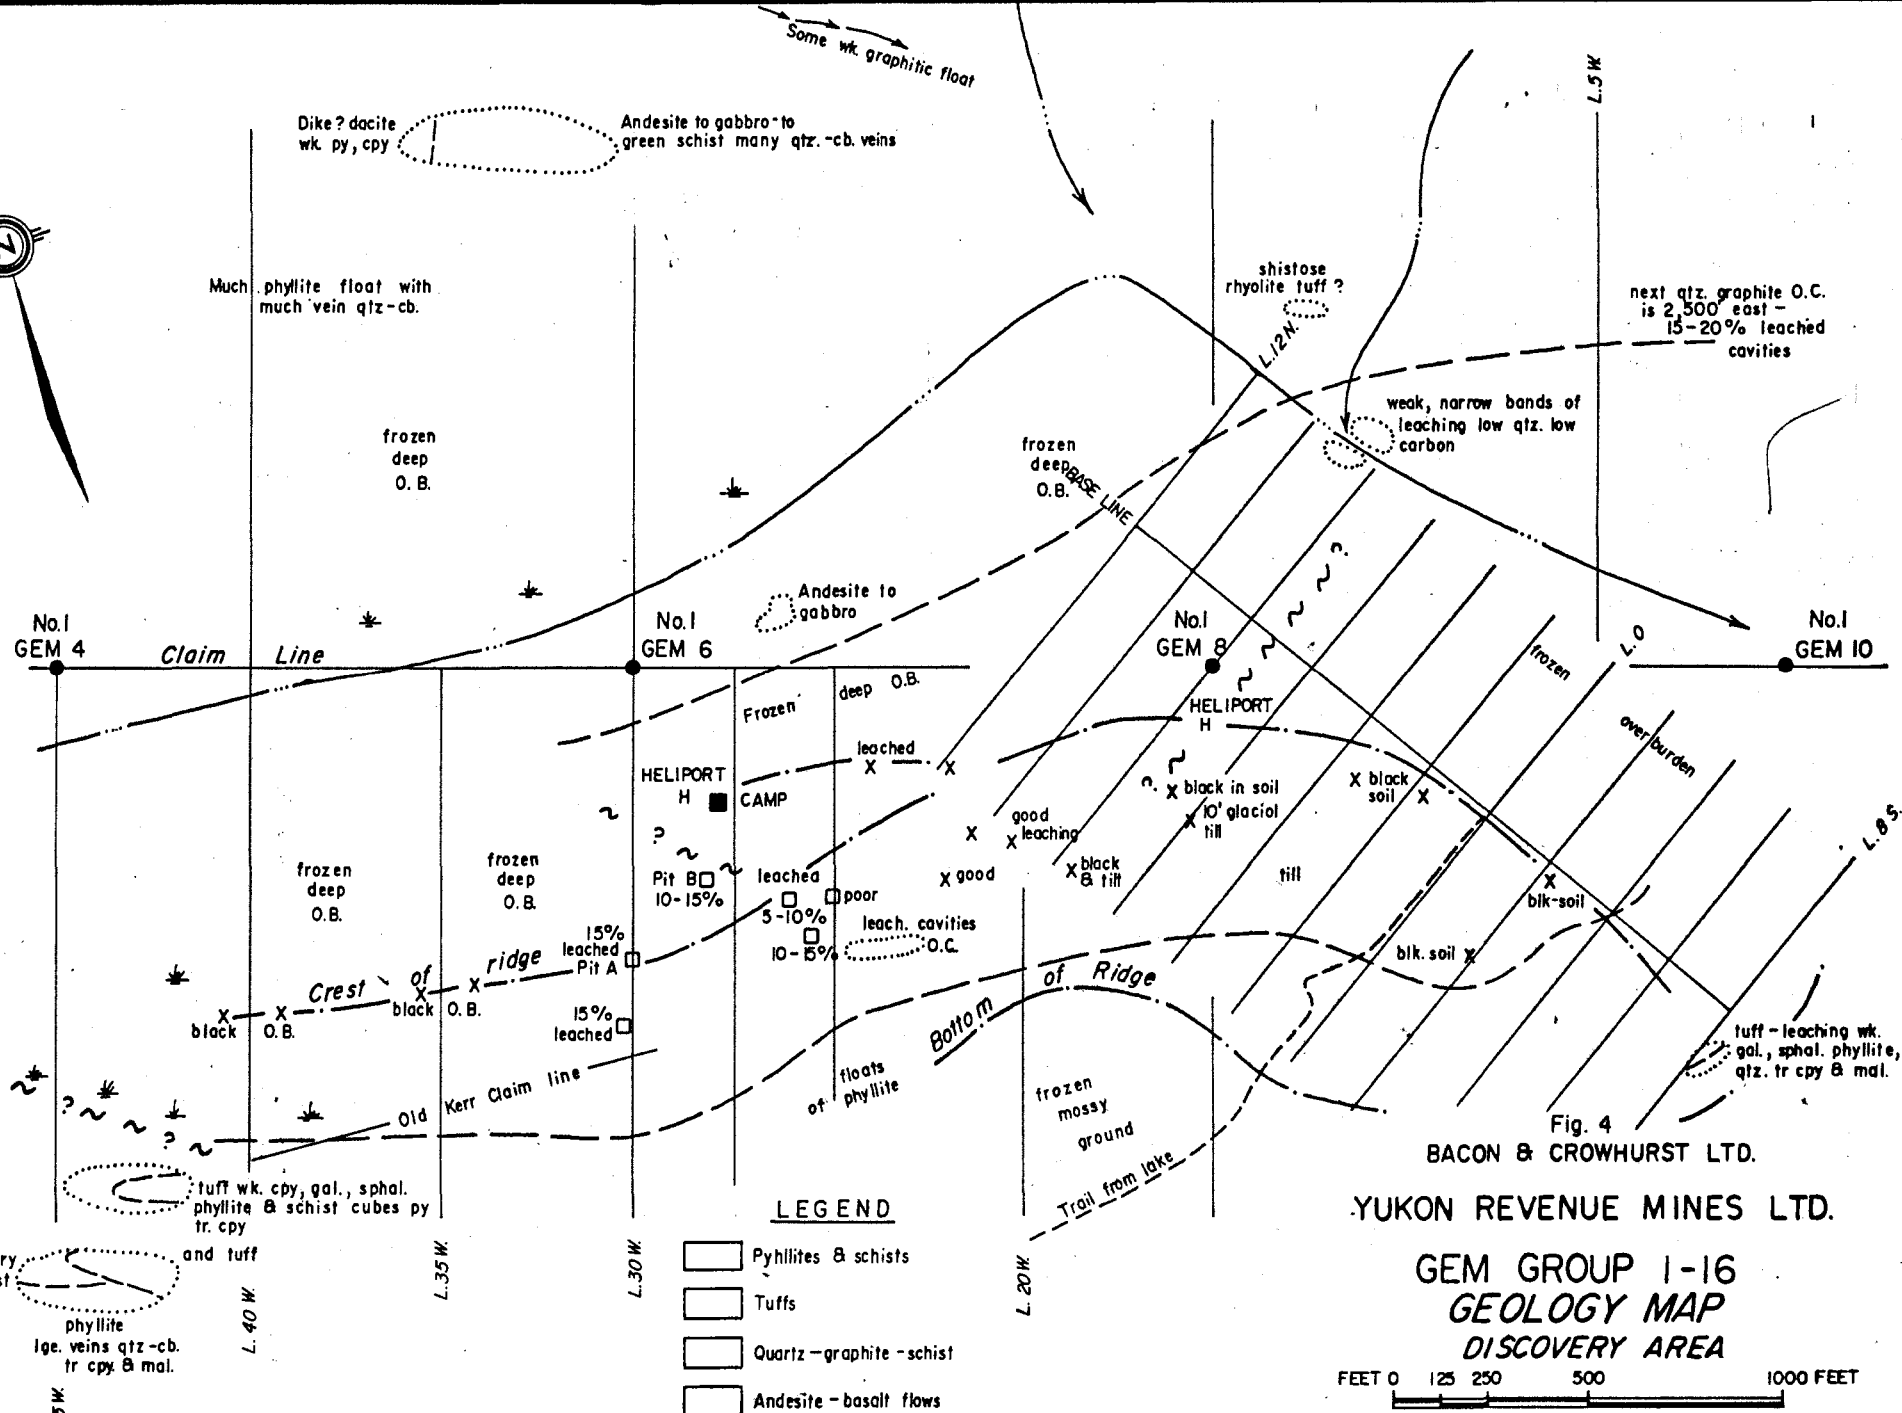 Some wk. graphitic float
L.5 W.
Dike? dacite
wk. py, cpy
Andesite to gabbro-to
green schist many qtz.-cb. veins
Much phyllite float with
much vein qtz-cb.
shistose
rhyolite tuff ?
L.12 N.
next qtz. graphite O.C.
is 2,500' east -
15-20% leached
cavities
weak, narrow bands of
leaching low qtz. low
carbon
frozen
deep
O.B.
frozen
deep
O.B.
BASE LINE
?
Andesite to
gabbro
No.1
GEM 4
Claim Line
No.1
GEM 6
No.1
GEM 8
No.1
GEM 10
L.0
frozen
over burden
Frozen deep O.B.
HELIPORT
H
leached
HELIPORT
H
CAMP
?
black in soil
10' glaciol
till
black
soil
good
leaching
good
black
& till
till
L.8 S.
?
frozen
deep
O.B.
frozen
deep
O.B.
Pit B
10-15%
leached
5-10%
poor
10-15%
leach. cavities
O.C.
blk-soil
blk. soil
15%
leached
Pit A
Crest of ridge
black O.B.
black O.B.
15%
leached
Bottom of Ridge
Old Kerr Claim line
floats
of phyllite
frozen
mossy
ground
Trail from lake
tuff-leaching wk.
gal., sphal. phyllite,
qtz. tr cpy & mal.
?
?
tuff wk. cpy, gal., sphal.
phyllite & schist cubes py
tr. cpy
and tuff
phyllite
lge. veins qtz-cb.
tr cpy. & mal.
L. 40 W.
L.35 W.
L.30 W.
L. 20 W.
LEGEND
Pyhllites & schists
Tuffs
Quartz-graphite-schist
Andesite-basalt flows
Fig. 4
BACON & CROWHURST LTD.
YUKON REVENUE MINES LTD.
GEM GROUP 1-16
GEOLOGY MAP
DISCOVERY AREA
FEET 0 125 250 500 1000 FEET